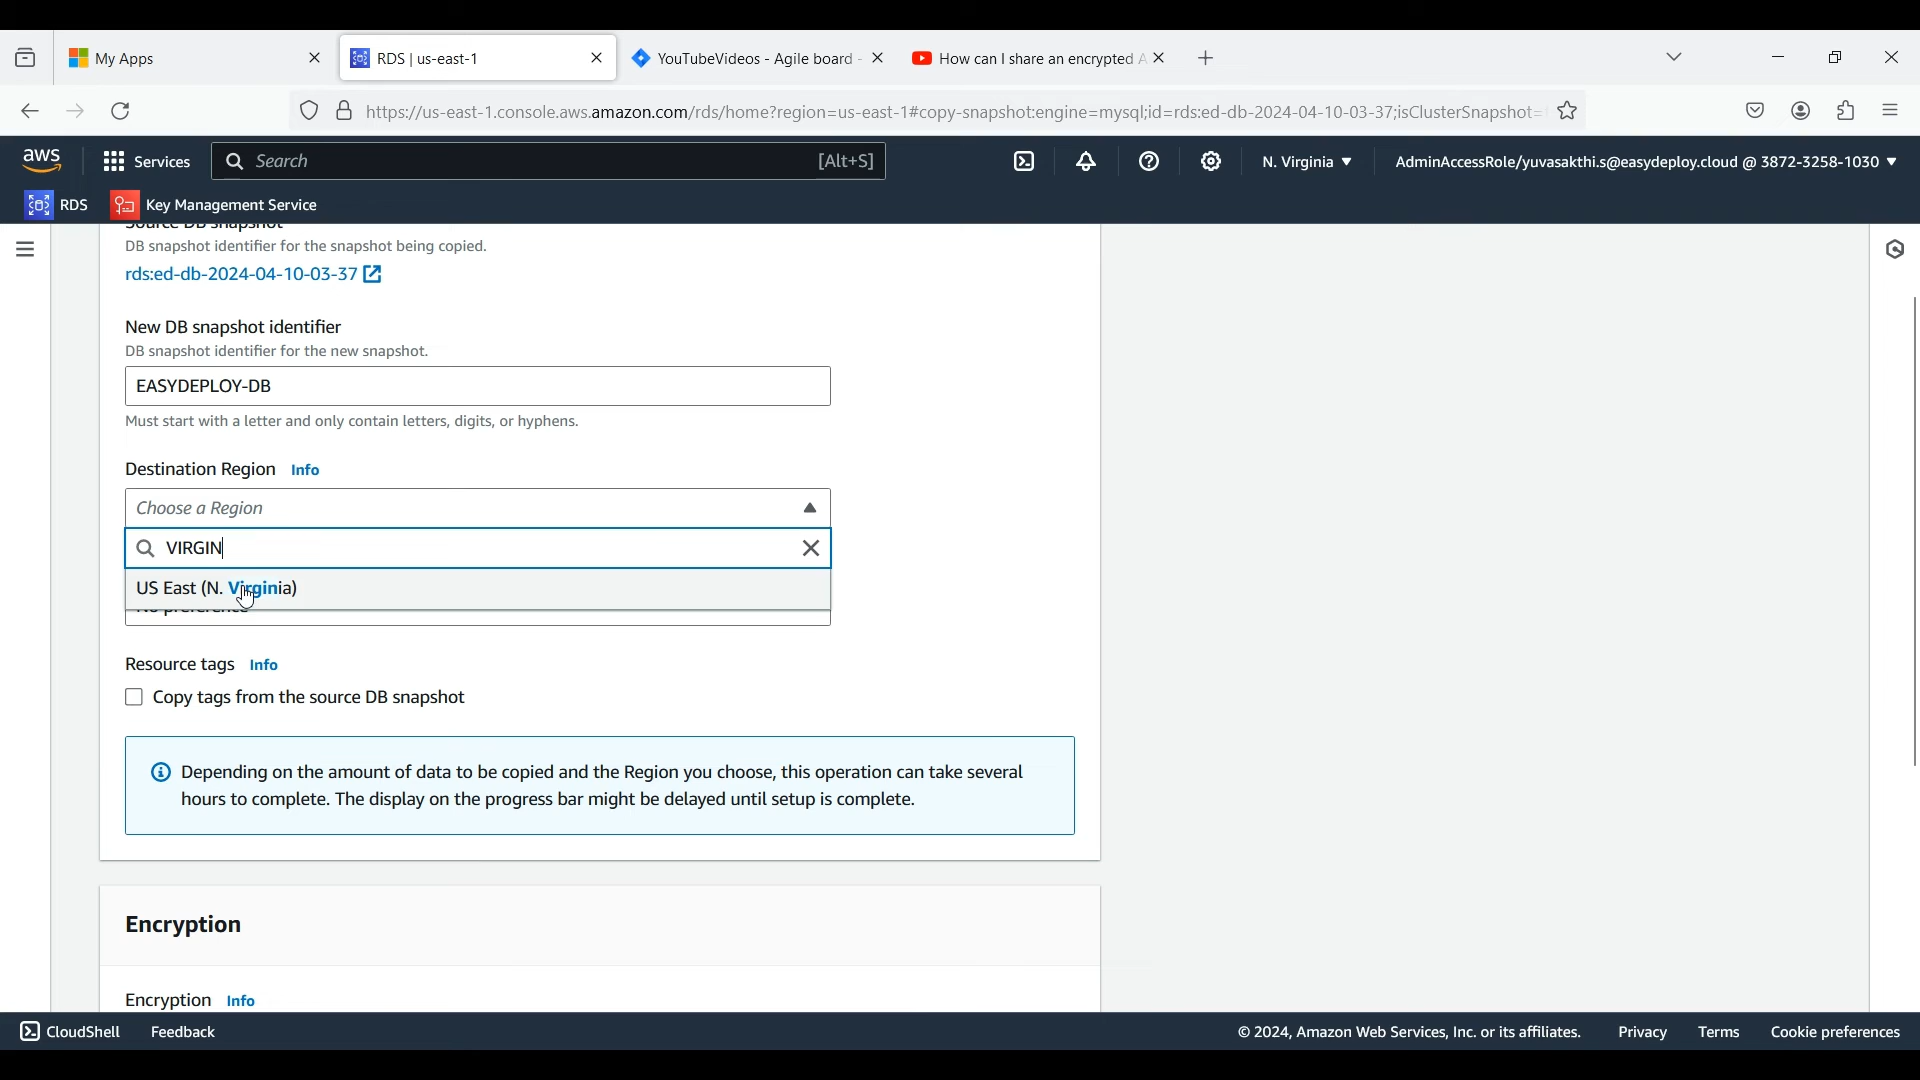 My Apps
RDS | us-east-1
YouTubeVideos - Agile board -
How can I share an encrypted A
https://us-east-1.console.aws.amazon.com/rds/home?region=us-east-1#copy-snapshot:engine=mysql;id=rds:ed-db-2024-04-10-03-37;isClusterSnapshot=
aws
Services
Search
[Alt+S]
N. Virginia
AdminAccessRole/yuvasakthi.s@easydeploy.cloud @ 3872-3258-1030
RDS
Key Management Service
Source DB snapshot
DB snapshot identifier for the snapshot being copied.
rds:ed-db-2024-04-10-03-37
New DB snapshot identifier
DB snapshot identifier for the new snapshot.
EASYDEPLOY-DB
Must start with a letter and only contain letters, digits, or hyphens.
Destination Region Info
Choose a Region
VIRGIN
US East (N. Virginia)
No preference
Resource tags Info
Copy tags from the source DB snapshot
Depending on the amount of data to be copied and the Region you choose, this operation can take several
hours to complete. The display on the progress bar might be delayed until setup is complete.
Encryption
Encryption Info
CloudShell
Feedback
© 2024, Amazon Web Services, Inc. or its affiliates.
Privacy
Terms
Cookie preferences